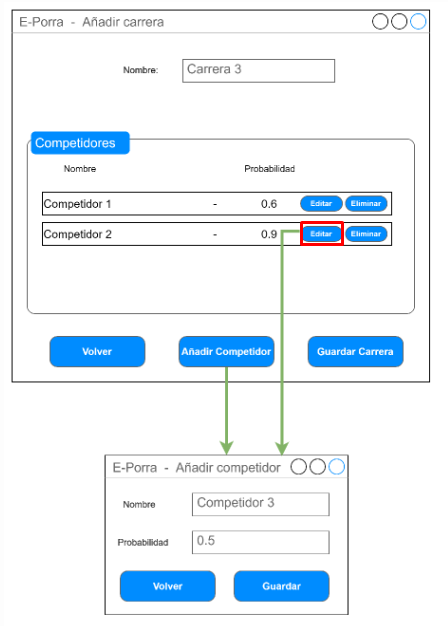 E-Porra - Añadir carrera
Nombre: Carrera 3
Competidores
Nombre Probabilidad
Competidor 1 - 0.6 Editar Eliminar
Competidor 2 - 0.9 Editar Eliminar
Volver Añadir Competidor Guardar Carrera
E-Porra - Añadir competidor
Nombre Competidor 3
Probabilidad 0.5
Volver Guardar